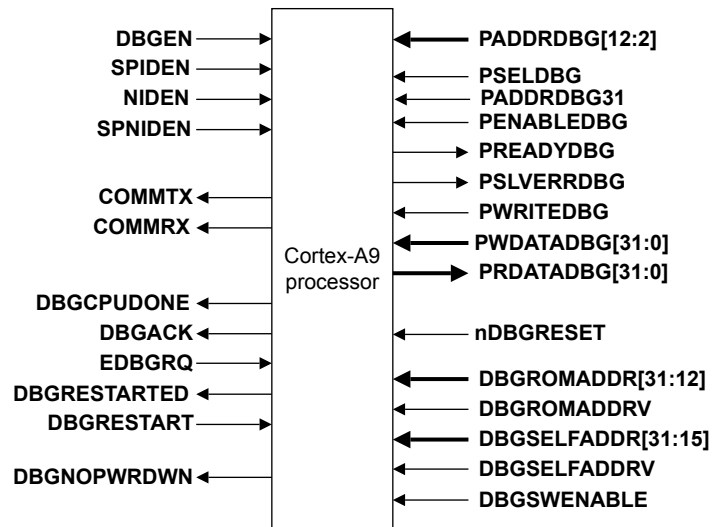 DBGEN
SPIDEN
NIDEN
SPNIDEN
COMMTX
COMMRX
DBGCPUDONE
DBGACK
EDBGRQ
DBGRESTARTED
DBGRESTART
DBGNOPWRDWN
Cortex-A9
processor
PADDRDBG[12:2]
PSELDBG
PADDRDBG31
PENABLEDBG
PREADYDBG
PSLVERRDBG
PWRITEDBG
PWDATADBG[31:0]
PRDATADBG[31:0]
nDBGRESET
DBGROMADDR[31:12]
DBGROMADDRV
DBGSELFADDR[31:15]
DBGSELFADDRV
DBGSWENABLE